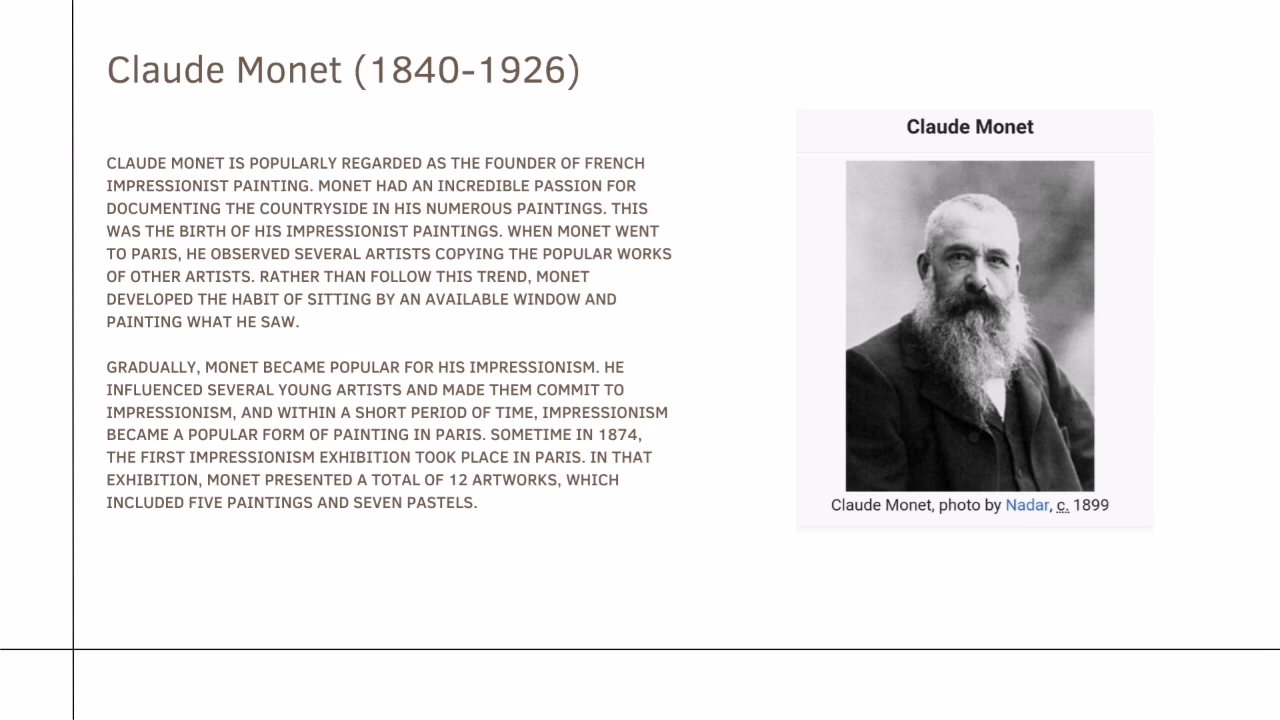 Claude Monet (1840-1926)
CLAUDE MONET IS POPULARLY REGARDED AS THE FOUNDER OF FRENCH
IMPRESSIONIST PAINTING. MONET HAD AN INCREDIBLE PASSION FOR
DOCUMENTING THE COUNTRYSIDE IN HIS NUMEROUS PAINTINGS. THIS
WAS THE BIRTH OF HIS IMPRESSIONIST PAINTINGS. WHEN MONET WENT
TO PARIS, HE OBSERVED SEVERAL ARTISTS COPYING THE POPULAR WORKS
OF OTHER ARTISTS. RATHER THAN FOLLOW THIS TREND, MONET
DEVELOPED THE HABIT OF SITTING BY AN AVAILABLE WINDOW AND
PAINTING WHAT HE SAW.
GRADUALLY, MONET BECAME POPULAR FOR HIS IMPRESSIONISM. HE
INFLUENCED SEVERAL YOUNG ARTISTS AND MADE THEM COMMIT TO
IMPRESSIONISM, AND WITHIN A SHORT PERIOD OF TIME, IMPRESSIONISM
BECAME A POPULAR FORM OF PAINTING IN PARIS. SOMETIME IN 1874,
THE FIRST IMPRESSIONISM EXHIBITION TOOK PLACE IN PARIS. IN THAT
EXHIBITION, MONET PRESENTED A TOTAL OF 12 ARTWORKS, WHICH
INCLUDED FIVE PAINTINGS AND SEVEN PASTELS.
Claude Monet
Claude Monet, photo by Nadar, c. 1899